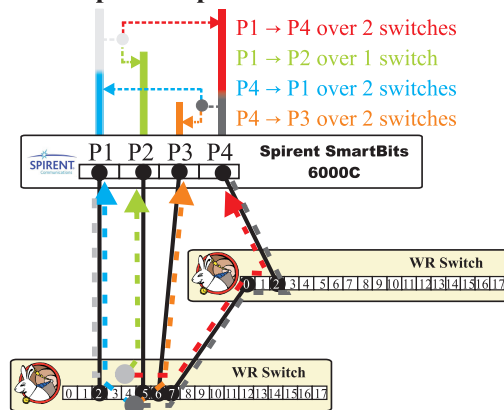 P1 → P4 over 2 switches
P1 → P2 over 1 switch
P4 → P1 over 2 switches
P4 → P3 over 2 switches
P1 P2 P3 P4
SPIRENT
Communications
Spirent SmartBits
6000C
WR Switch
0 1 2 3 4 5 6 7 8 9 10 11 12 13 14 15 16 17
WR Switch
0 1 2 3 4 5 6 7 8 9 10 11 12 13 14 15 16 17